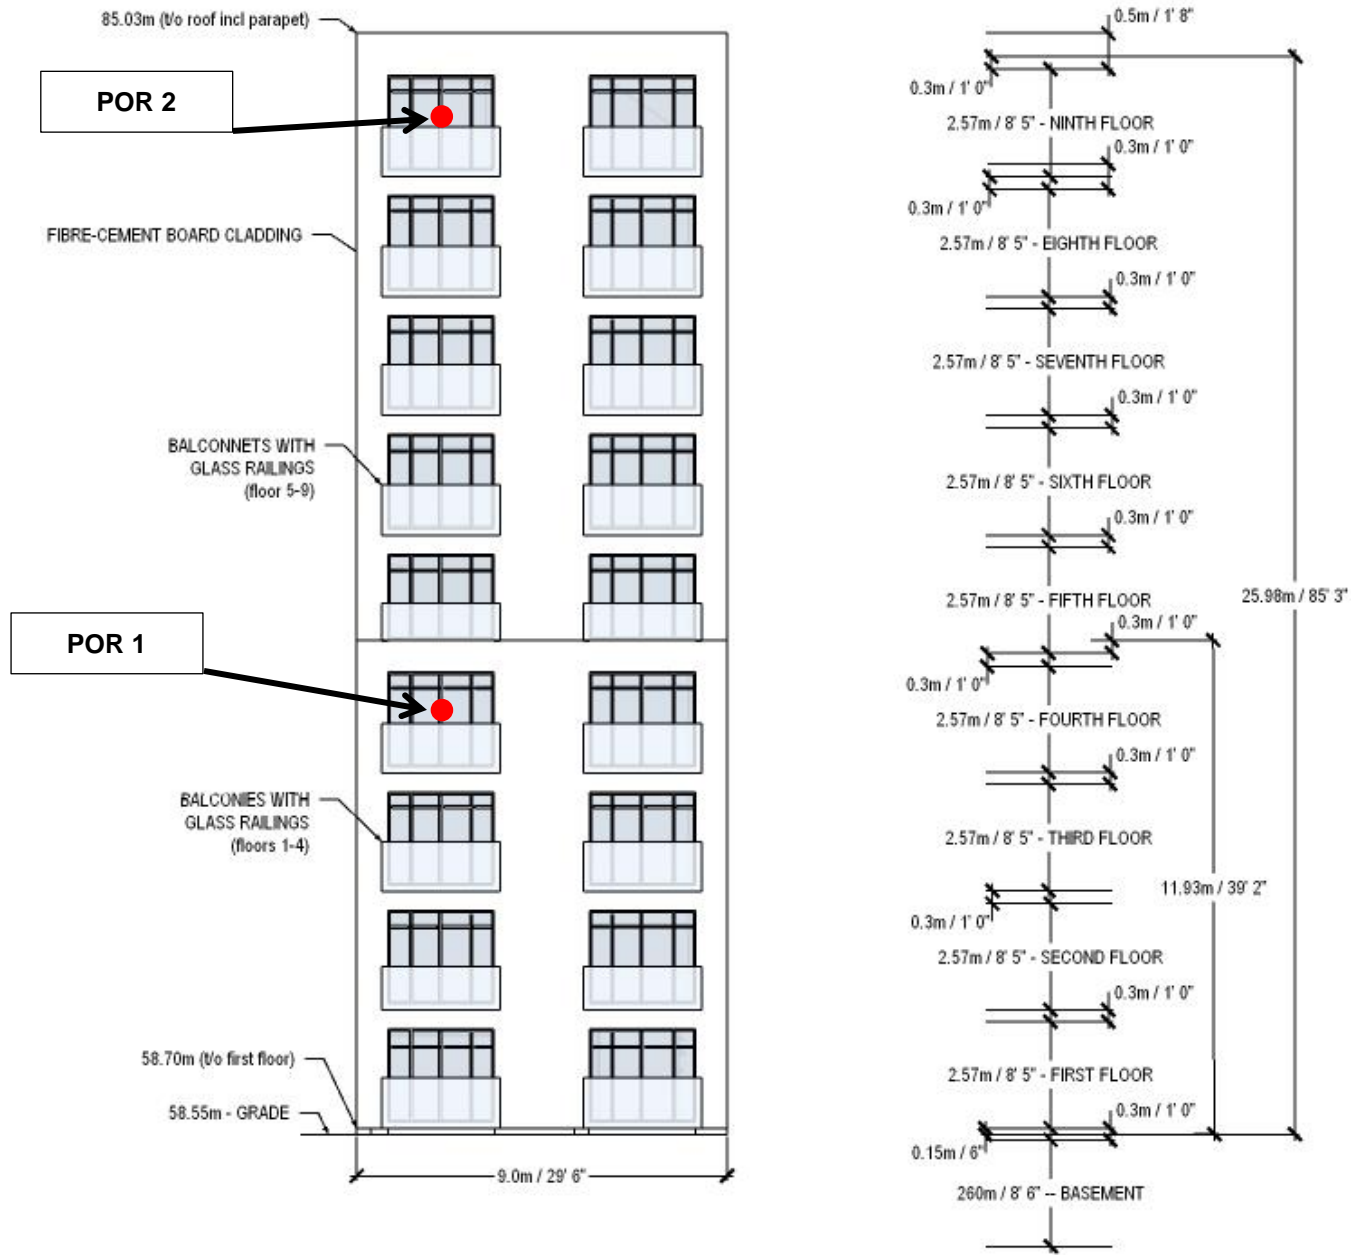 85.03m (t/o roof incl parapet)
POR 2
FIBRE-CEMENT BOARD CLADDING
BALCONNETS WITH
GLASS RAILINGS
(floor 5-9)
POR 1
BALCONIES WITH
GLASS RAILINGS
(floors 1-4)
58.70m (t/o first floor)
58.55m - GRADE
9.0m / 29' 6"
0.5m / 1' 8"
0.3m / 1' 0"
2.57m / 8' 5" - NINTH FLOOR
0.3m / 1' 0"
0.3m / 1' 0"
2.57m / 8' 5" - EIGHTH FLOOR
0.3m / 1' 0"
2.57m / 8' 5" - SEVENTH FLOOR
0.3m / 1' 0"
2.57m / 8' 5" - SIXTH FLOOR
0.3m / 1' 0"
2.57m / 8' 5" - FIFTH FLOOR
25.98m / 85' 3"
0.3m / 1' 0"
0.3m / 1' 0"
2.57m / 8' 5" - FOURTH FLOOR
0.3m / 1' 0"
2.57m / 8' 5" - THIRD FLOOR
11.93m / 39' 2"
0.3m / 1' 0"
2.57m / 8' 5" - SECOND FLOOR
0.3m / 1' 0"
2.57m / 8' 5" - FIRST FLOOR
0.3m / 1' 0"
0.15m / 6"
260m / 8' 6" -- BASEMENT